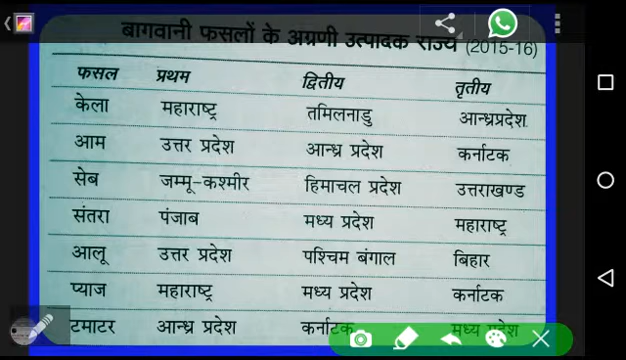 बागवानी फसलों के अग्रणी उत्पादक राज्य (2015-16)
फसल प्रथम द्वितीय तृतीय
केला महाराष्ट्र तमिलनाडु आन्ध्रप्रदेश
आम उत्तर प्रदेश आन्ध्र प्रदेश कर्नाटक
सेब जम्मू-कश्मीर हिमाचल प्रदेश उत्तराखण्ड
संतरा पंजाब मध्य प्रदेश महाराष्ट्र
आलू उत्तर प्रदेश पश्चिम बंगाल बिहार
प्याज महाराष्ट्र मध्य प्रदेश कर्नाटक
टमाटर आन्ध्र प्रदेश कर्नाटक मध्य प्रदेश